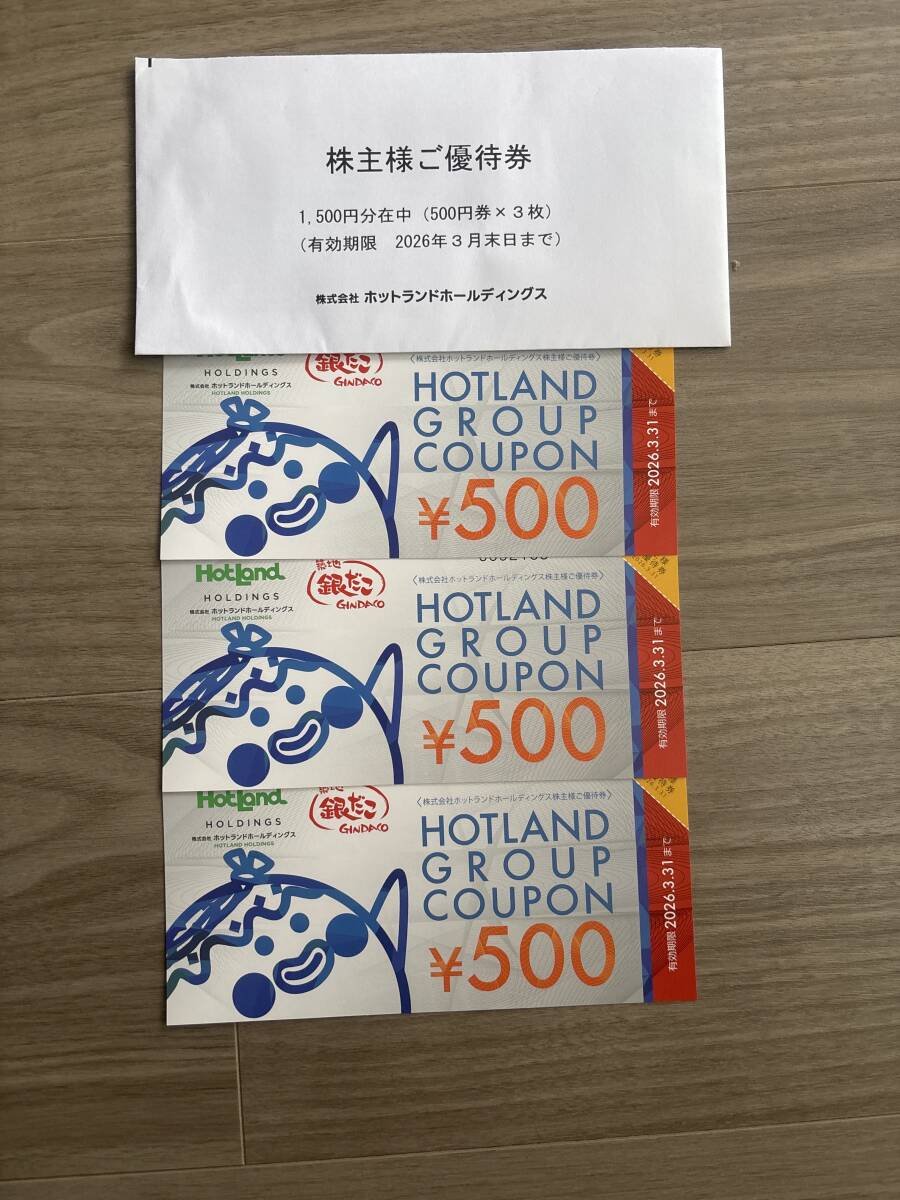 株主様ご優待券
1,500円分在中（500円券×３枚）
（有効期限　2026年３月末日まで）
株式会社 ホットランドホールディングス
HOLDINGS
株式会社 ホットランドホールディングス
HOTLAND HOLDINGS
銀だこ
GINDACO
〈株式会社ホットランドホールディングス株主様ご優待券〉
HOTLAND
GROUP
COUPON
¥500
有効期限 2026.3.31まで
HotLand
HOLDINGS
株式会社 ホットランドホールディングス
HOTLAND HOLDINGS
築地
銀だこ
GINDACO
〈株式会社ホットランドホールディングス株主様ご優待券〉
HOTLAND
GROUP
COUPON
¥500
有効期限 2026.3.31まで
HotLand
HOLDINGS
株式会社 ホットランドホールディングス
HOTLAND HOLDINGS
築地
銀だこ
GINDACO
〈株式会社ホットランドホールディングス株主様ご優待券〉
HOTLAND
GROUP
COUPON
¥500
有効期限 2026.3.31まで